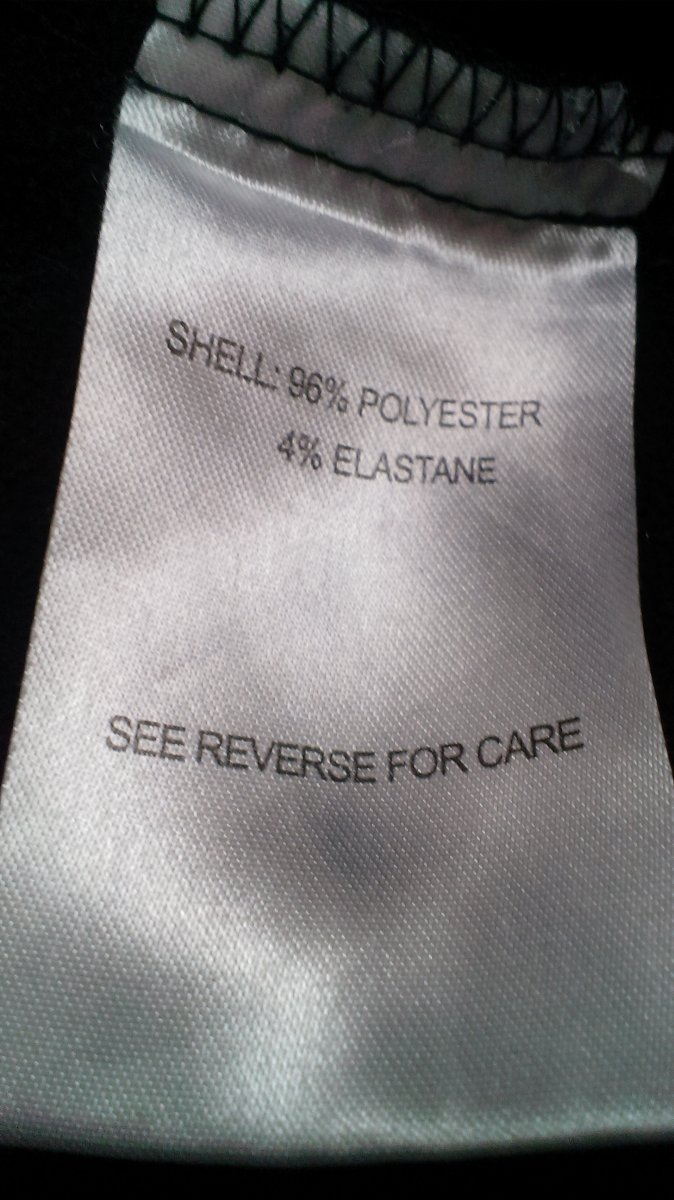 SHELL: 96% POLYESTER
4% ELASTANE
SEE REVERSE FOR CARE